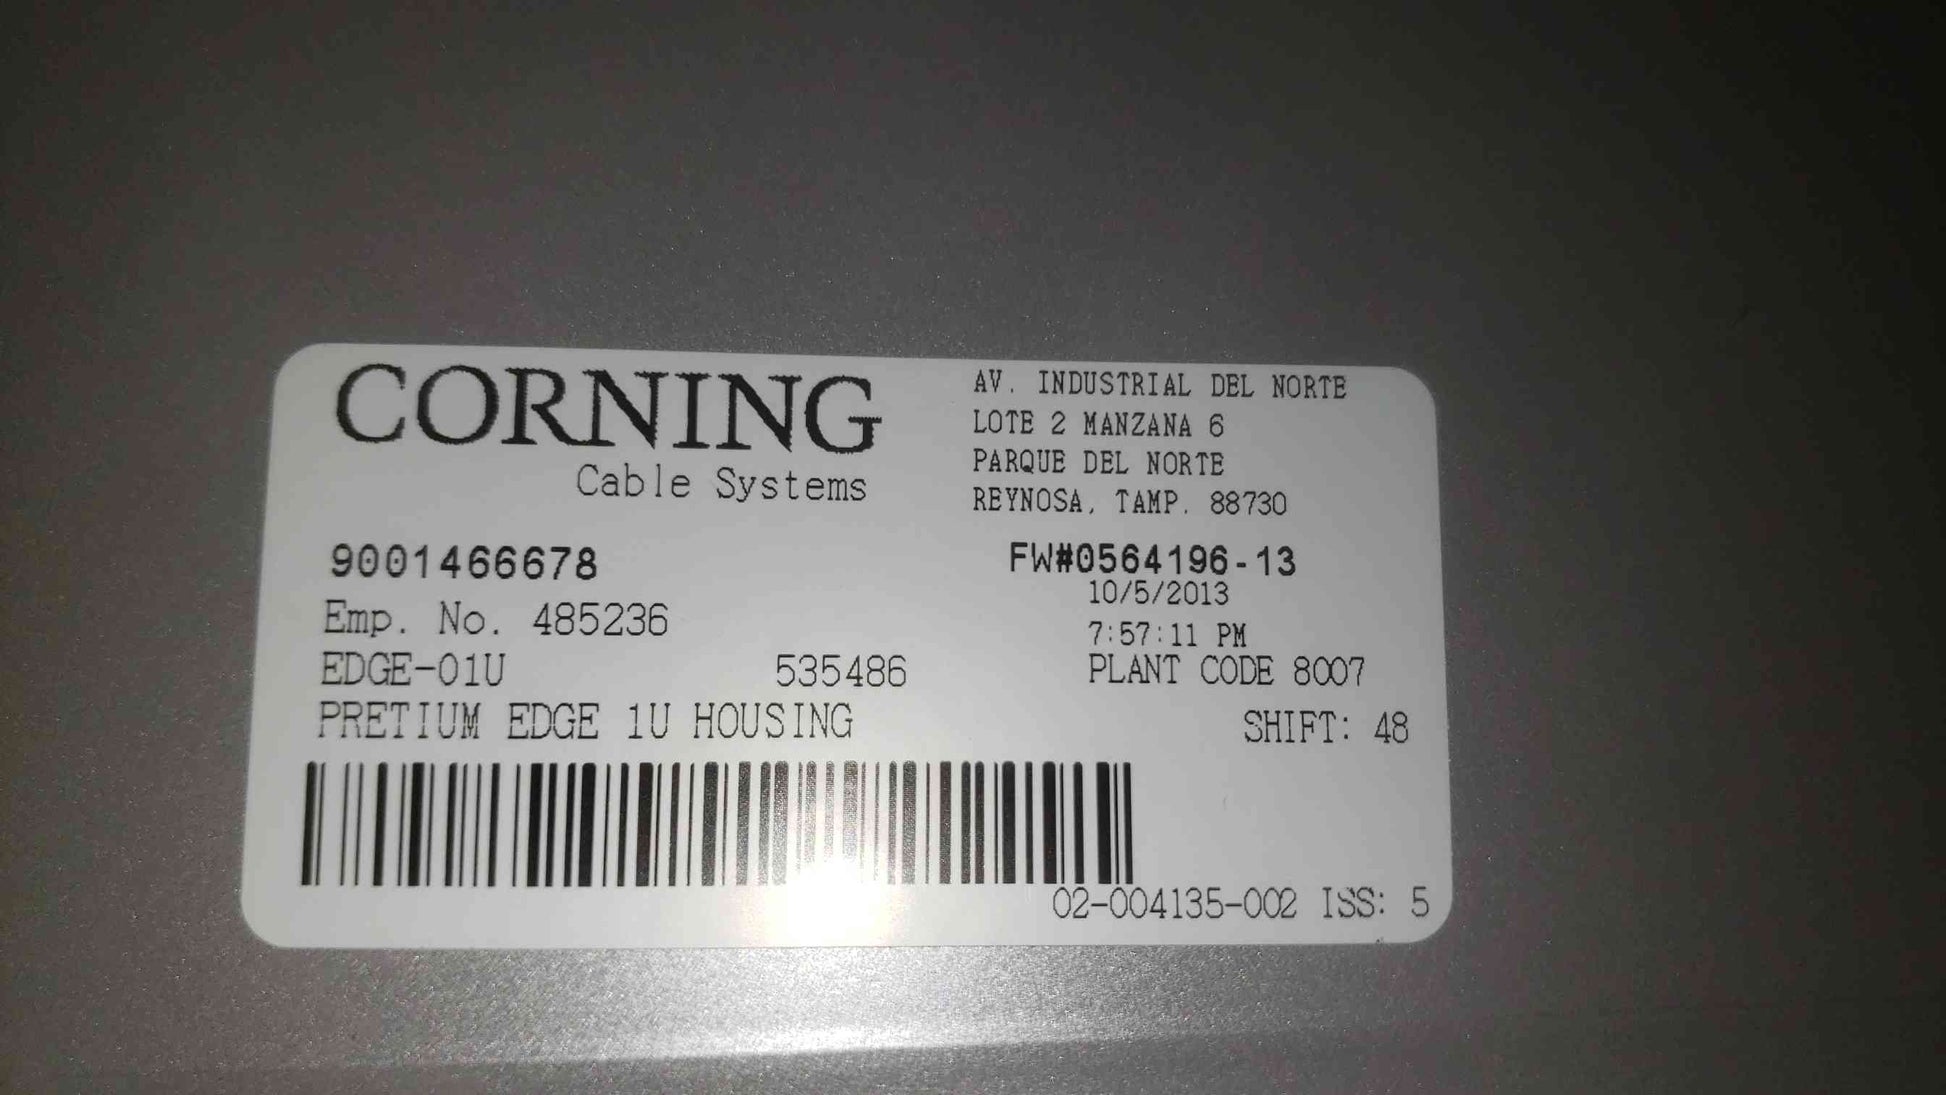 CORNING
Cable Systems
AV. INDUSTRIAL DEL NORTE
LOTE 2 MANZANA 6
PARQUE DEL NORTE
REYNOSA, TAMP. 88730
9001466678
FW#0564196-13
10/5/2013
Emp. No. 485236
7:57:11 PM
EDGE-01U 535486
PLANT CODE 8007
PRETIUM EDGE 1U HOUSING
SHIFT: 48
02-004135-002 ISS: 5